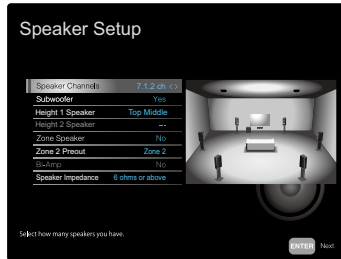 Speaker Setup
Speaker Channels 7.1.2 ch <>
Subwoofer Yes
Height 1 Speaker Top Middle
Height 2 Speaker ---
Zone Speaker No
Zone 2 Preout Zone 2
Bi-Amp No
Speaker Impedance 6 ohms or above
Select how many speakers you have.
ENTER Next